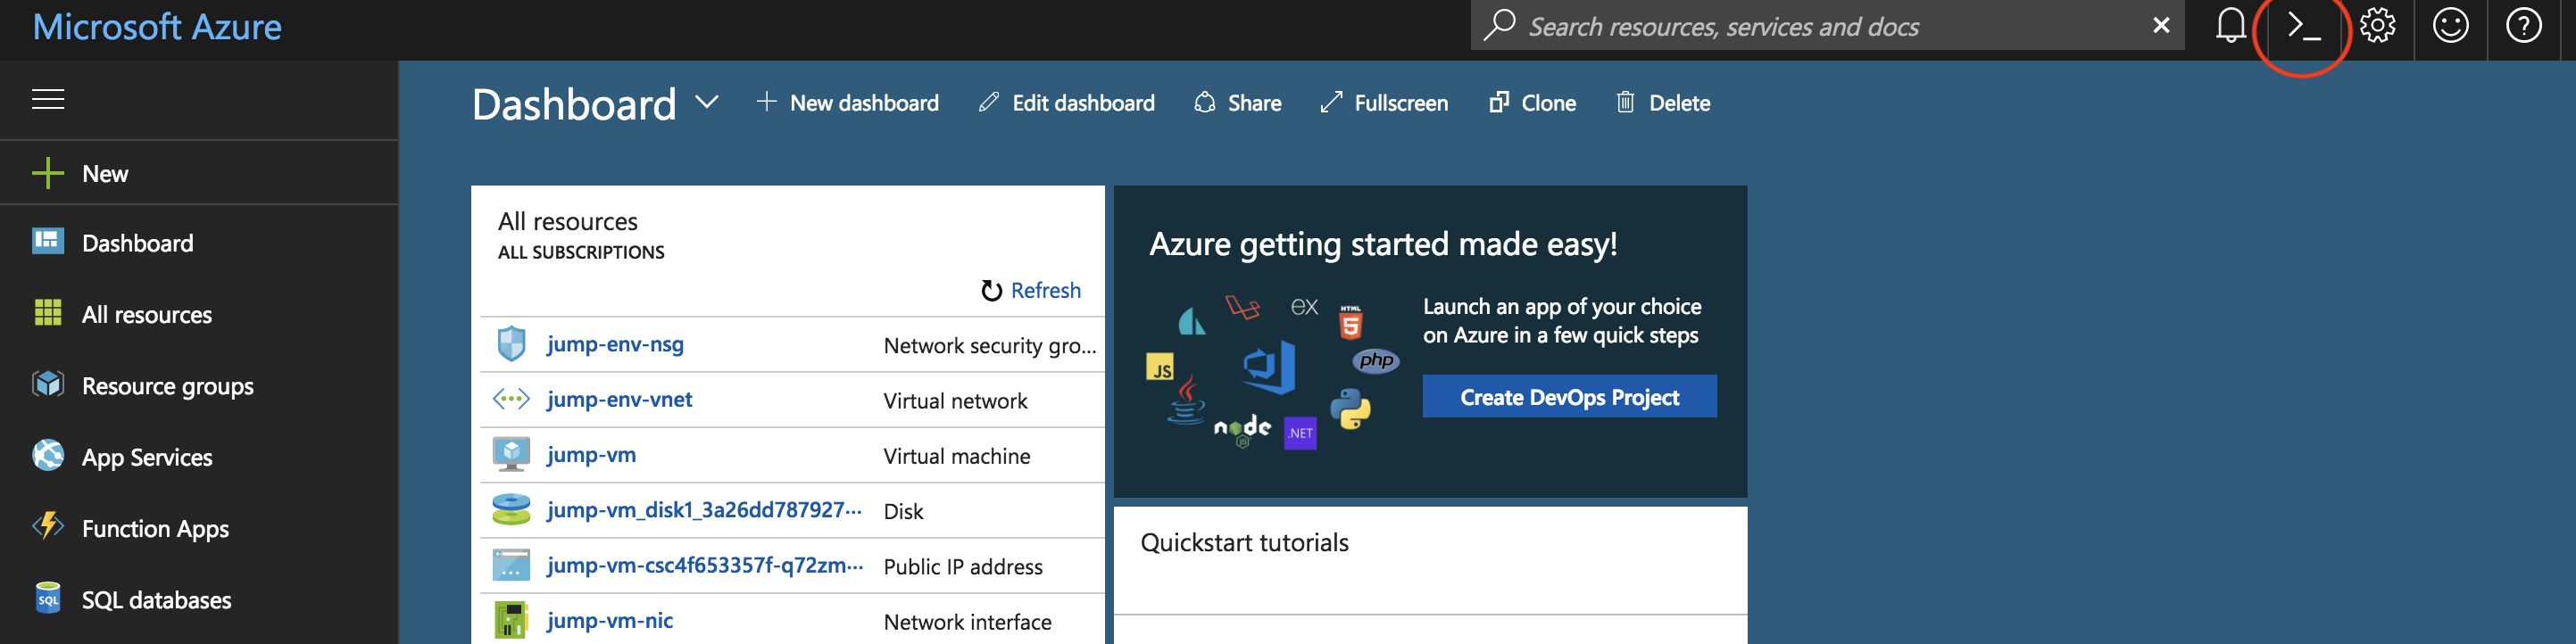 Microsoft Azure
Search resources, services and docs
Dashboard
New dashboard
Edit dashboard
Share
Fullscreen
Clone
Delete
New
Dashboard
All resources
Resource groups
App Services
Function Apps
SQL
SQL databases
All resources
ALL SUBSCRIPTIONS
Refresh
jump-env-nsg Network security gro...
jump-env-vnet Virtual network
jump-vm Virtual machine
jump-vm_disk1_3a26dd787927... Disk
jump-vm-csc4f653357f-q72zm... Public IP address
jump-vm-nic Network interface
Azure getting started made easy!
ex
HTML
5
JS
php
node
JS
.NET
Launch an app of your choice
on Azure in a few quick steps
Create DevOps Project
Quickstart tutorials